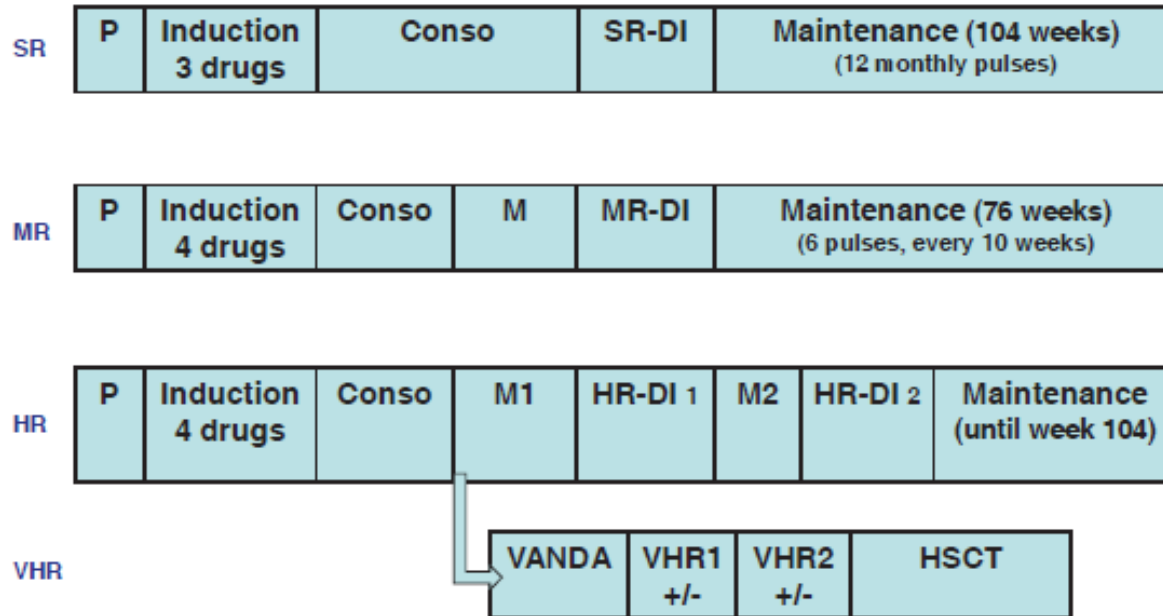 SR
P
Induction
3 drugs
Conso
SR-DI
Maintenance (104 weeks)
(12 monthly pulses)
MR
P
Induction
4 drugs
Conso
M
MR-DI
Maintenance (76 weeks)
(6 pulses, every 10 weeks)
HR
P
Induction
4 drugs
Conso
M1
HR-DI 1
M2
HR-DI 2
Maintenance
(until week 104)
VHR
VANDA
VHR1
+/-
VHR2
+/-
HSCT